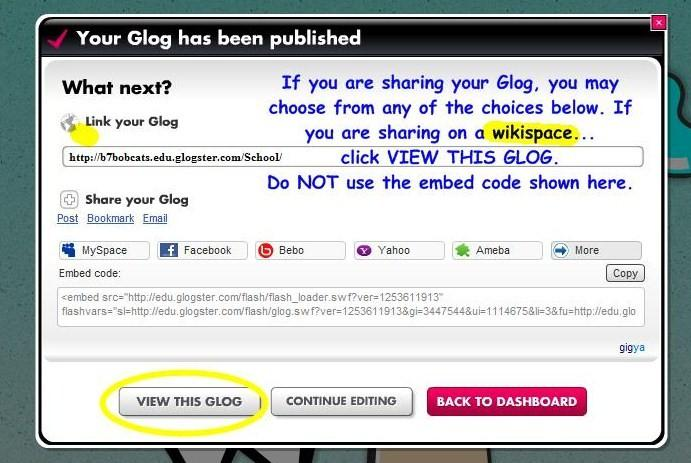 Your Glog has been published
What next?
If you are sharing your Glog, you may
choose from any of the choices below. If
you are sharing on a wikispace...
click VIEW THIS GLOG.
Do NOT use the embed code shown here.
Link your Glog
http://b7bobcats.edu.glogster.com/School/
Share your Glog
Post Bookmark Email
MySpace Facebook Bebo Yahoo Ameba More
Embed code: Copy
<embed src="http://edu.glogster.com/flash/flash_loader.swf?ver=1253611913"
flashvars="sl=http://edu.glogster.com/flash/glog.swf?ver=1253611913&gi=3447544&ui=1114675&li=3&fu=http://edu.glo
gigya
VIEW THIS GLOG CONTINUE EDITING BACK TO DASHBOARD